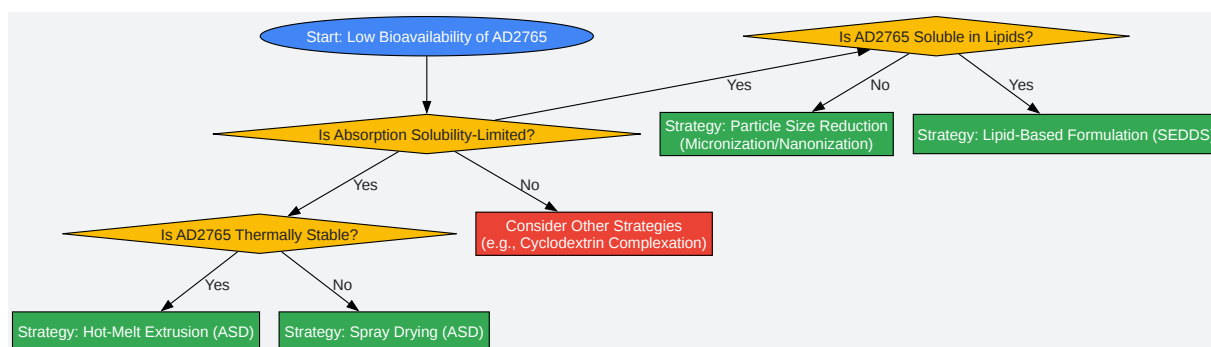 Start: Low Bioavailability of AD2765
Is AD2765 Soluble in Lipids?
Yes
No
Yes
Is Absorption Solubility-Limited?
Strategy: Particle Size Reduction
(Micronization/Nanonization)
Strategy: Lipid-Based Formulation (SEDDS)
Yes
No
Is AD2765 Thermally Stable?
Consider Other Strategies
(e.g., Cyclodextrin Complexation)
Yes
No
Strategy: Hot-Melt Extrusion (ASD)
Strategy: Spray Drying (ASD)